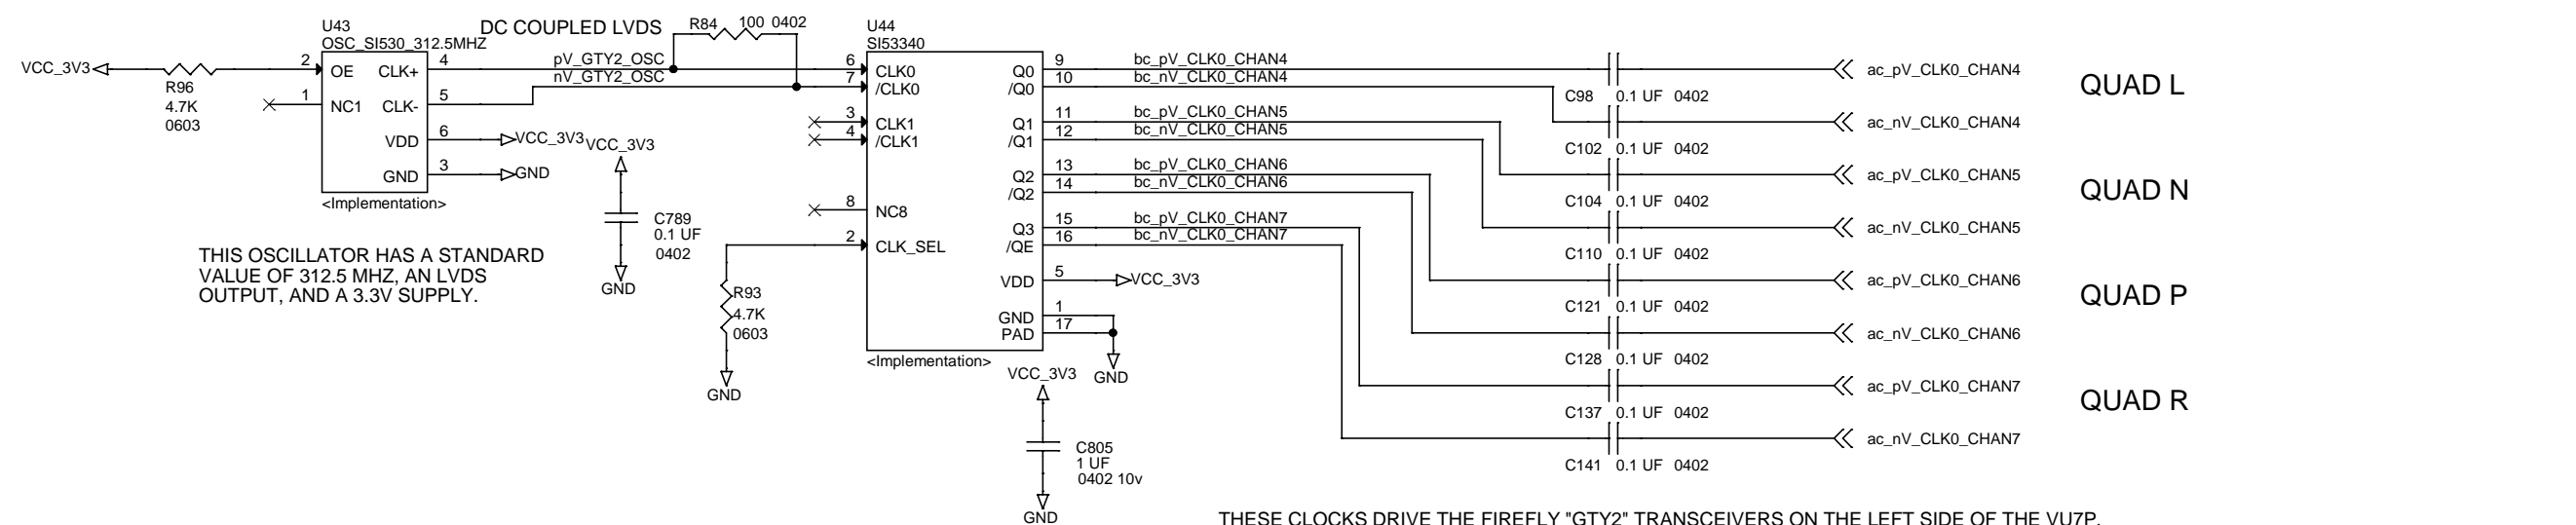 U43
OSC_SI530_312.5MHZ
DC COUPLED LVDS
R84 100 0402
U44
SI53340
VCC_3V3
R96
4.7K
0603
2 OE CLK+ 4
1 NC1 CLK- 5
VDD 6 VCC_3V3
GND 3 GND
<Implementation>
pV_GTY2_OSC
nV_GTY2_OSC
VCC_3V3
C789
0.1 UF
0402
GND
THIS OSCILLATOR HAS A STANDARD
VALUE OF 312.5 MHZ, AN LVDS
OUTPUT, AND A 3.3V SUPPLY.
R93
4.7K
0603
GND
6 CLK0
7 /CLK0
3 CLK1
4 /CLK1
8 NC8
2 CLK_SEL
Q0 9 bc_pV_CLK0_CHAN4
/Q0 10 bc_nV_CLK0_CHAN4
Q1 11 bc_pV_CLK0_CHAN5
/Q1 12 bc_nV_CLK0_CHAN5
Q2 13 bc_pV_CLK0_CHAN6
/Q2 14 bc_nV_CLK0_CHAN6
Q3 15 bc_pV_CLK0_CHAN7
/QE 16 bc_nV_CLK0_CHAN7
VDD 5 VCC_3V3
GND 1
PAD 17
GND
<Implementation>
VCC_3V3
C805
1 UF
0402 10v
GND
ac_pV_CLK0_CHAN4
C98 0.1 UF 0402
QUAD L
ac_nV_CLK0_CHAN4
C102 0.1 UF 0402
ac_pV_CLK0_CHAN5
C104 0.1 UF 0402
QUAD N
ac_nV_CLK0_CHAN5
C110 0.1 UF 0402
ac_pV_CLK0_CHAN6
C121 0.1 UF 0402
QUAD P
ac_nV_CLK0_CHAN6
C128 0.1 UF 0402
ac_pV_CLK0_CHAN7
C137 0.1 UF 0402
QUAD R
ac_nV_CLK0_CHAN7
C141 0.1 UF 0402
THESE CLOCKS DRIVE THE FIREFLY "GTY2" TRANSCEIVERS ON THE LEFT SIDE OF THE VU7P.